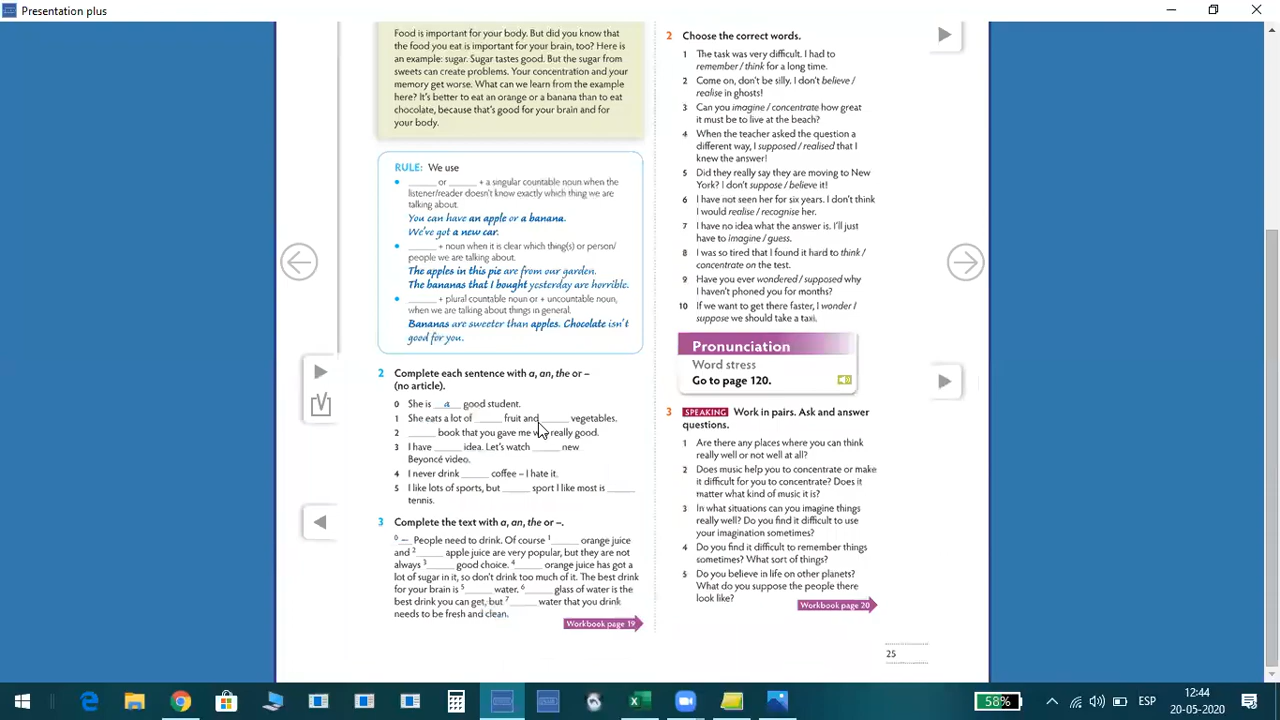 Presentation plus
Food is important for your body. But did you know that
the food you eat is important for your brain, too? Here is
an example: sugar. Sugar tastes good. But the sugar from
sweets can create problems. Your concentration and your
memory get worse. What can we learn from the example
here? It's better to eat an orange or a banana than to eat
chocolate, because that's good for your brain and for
your body.
RULE: We use
• _____ or _____ + a singular countable noun when the
listener/reader doesn't know exactly which thing we are
talking about.
You can have an apple or a banana.
We've got a new car.
• _____ + noun when it is clear which thing(s) or person/
people we are talking about.
The apples in this pie are from our garden.
The bananas that I bought yesterday are horrible.
• _____ + plural countable noun or + uncountable noun,
when we are talking about things in general.
Bananas are sweeter than apples. Chocolate isn't
good for you.
2 Complete each sentence with a, an, the or –
(no article).
0 She is _a_ good student.
1 She eats a lot of _____ fruit and _____ vegetables.
2 _____ book that you gave me was really good.
3 I have _____ idea. Let's watch _____ new
Beyoncé video.
4 I never drink _____ coffee – I hate it.
5 I like lots of sports, but _____ sport I like most is _____
tennis.
3 Complete the text with a, an, the or –.
0 – People need to drink. Of course 1 _____ orange juice
and 2 _____ apple juice are very popular, but they are not
always 3 _____ good choice. 4 _____ orange juice has got a
lot of sugar in it, so don't drink too much of it. The best drink
for your brain is 5 _____ water. 6 _____ glass of water is the
best drink you can get, but 7 _____ water that you drink
needs to be fresh and clean.
Workbook page 19
2 Choose the correct words.
1 The task was very difficult. I had to
remember / think for a long time.
2 Come on, don't be silly. I don't believe /
realise in ghosts!
3 Can you imagine / concentrate how great
it must be to live at the beach?
4 When the teacher asked the question a
different way, I supposed / realised that I
knew the answer!
5 Did they really say they are moving to New
York? I don't suppose / believe it!
6 I have not seen her for six years. I don't think
I would realise / recognise her.
7 I have no idea what the answer is. I'll just
have to imagine / guess.
8 I was so tired that I found it hard to think /
concentrate on the test.
9 Have you ever wondered / supposed why
I haven't phoned you for months?
10 If we want to get there faster, I wonder /
suppose we should take a taxi.
Pronunciation
Word stress
Go to page 120.
3 SPEAKING Work in pairs. Ask and answer
questions.
1 Are there any places where you can think
really well or not well at all?
2 Does music help you to concentrate or make
it difficult for you to concentrate? Does it
matter what kind of music it is?
3 In what situations can you imagine things
really well? Do you find it difficult to use
your imagination sometimes?
4 Do you find it difficult to remember things
sometimes? What sort of things?
5 Do you believe in life on other planets?
What do you suppose the people there
look like?
Workbook page 20
25
58%
ESP
12:44
20-05-2020